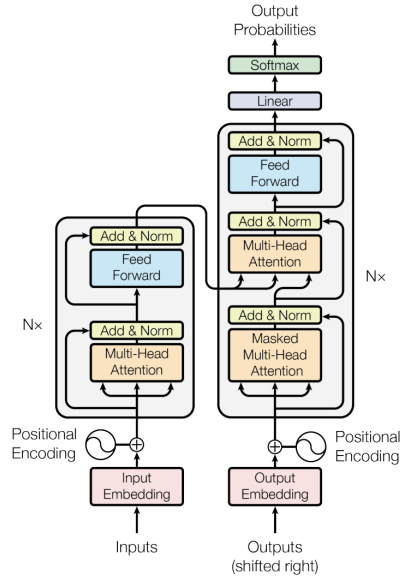 Output
Probabilities
Softmax
Linear
Add & Norm
Feed
Forward
Add & Norm
Multi-Head
Attention
Add & Norm
Masked
Multi-Head
Attention
N×
Add & Norm
Feed
Forward
Add & Norm
Multi-Head
Attention
N×
Positional
Encoding
Positional
Encoding
Input
Embedding
Output
Embedding
Inputs
Outputs
(shifted right)